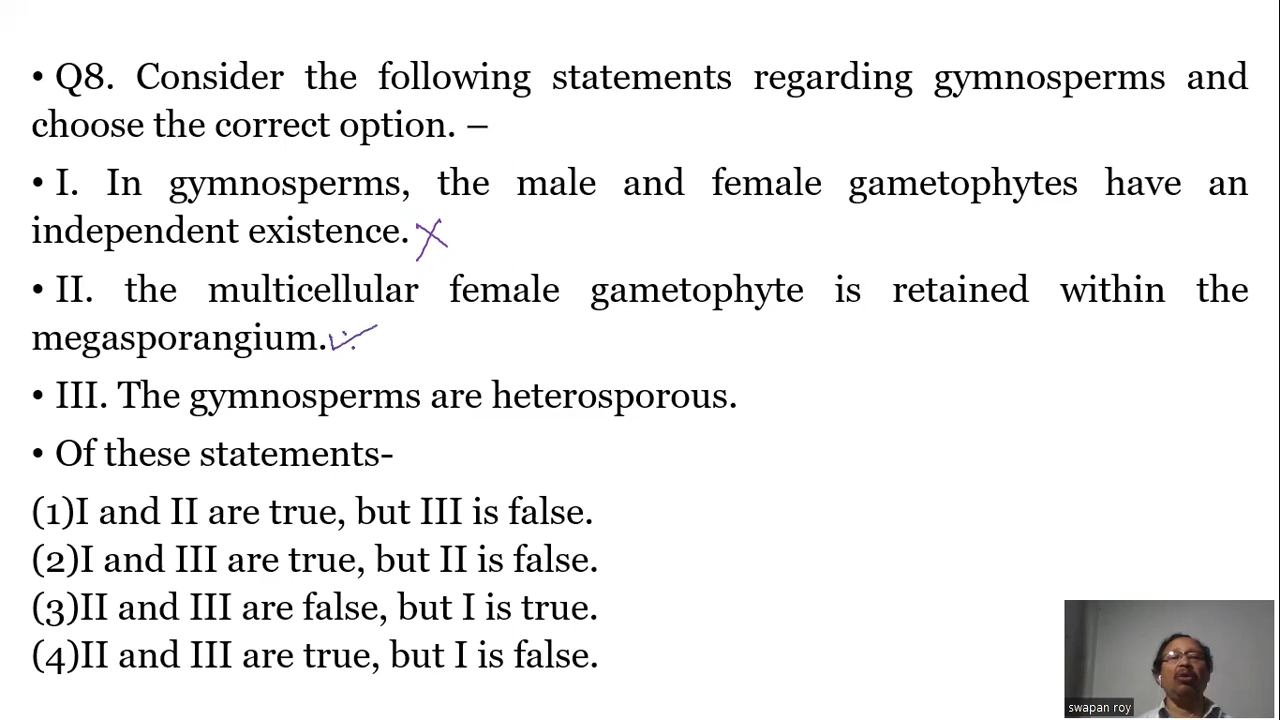 • Q8. Consider the following statements regarding gymnosperms and
choose the correct option. –
• I. In gymnosperms, the male and female gametophytes have an
independent existence.
• II. the multicellular female gametophyte is retained within the
megasporangium.
• III. The gymnosperms are heterosporous.
• Of these statements-
(1)I and II are true, but III is false.
(2)I and III are true, but II is false.
(3)II and III are false, but I is true.
(4)II and III are true, but I is false.
swapan roy